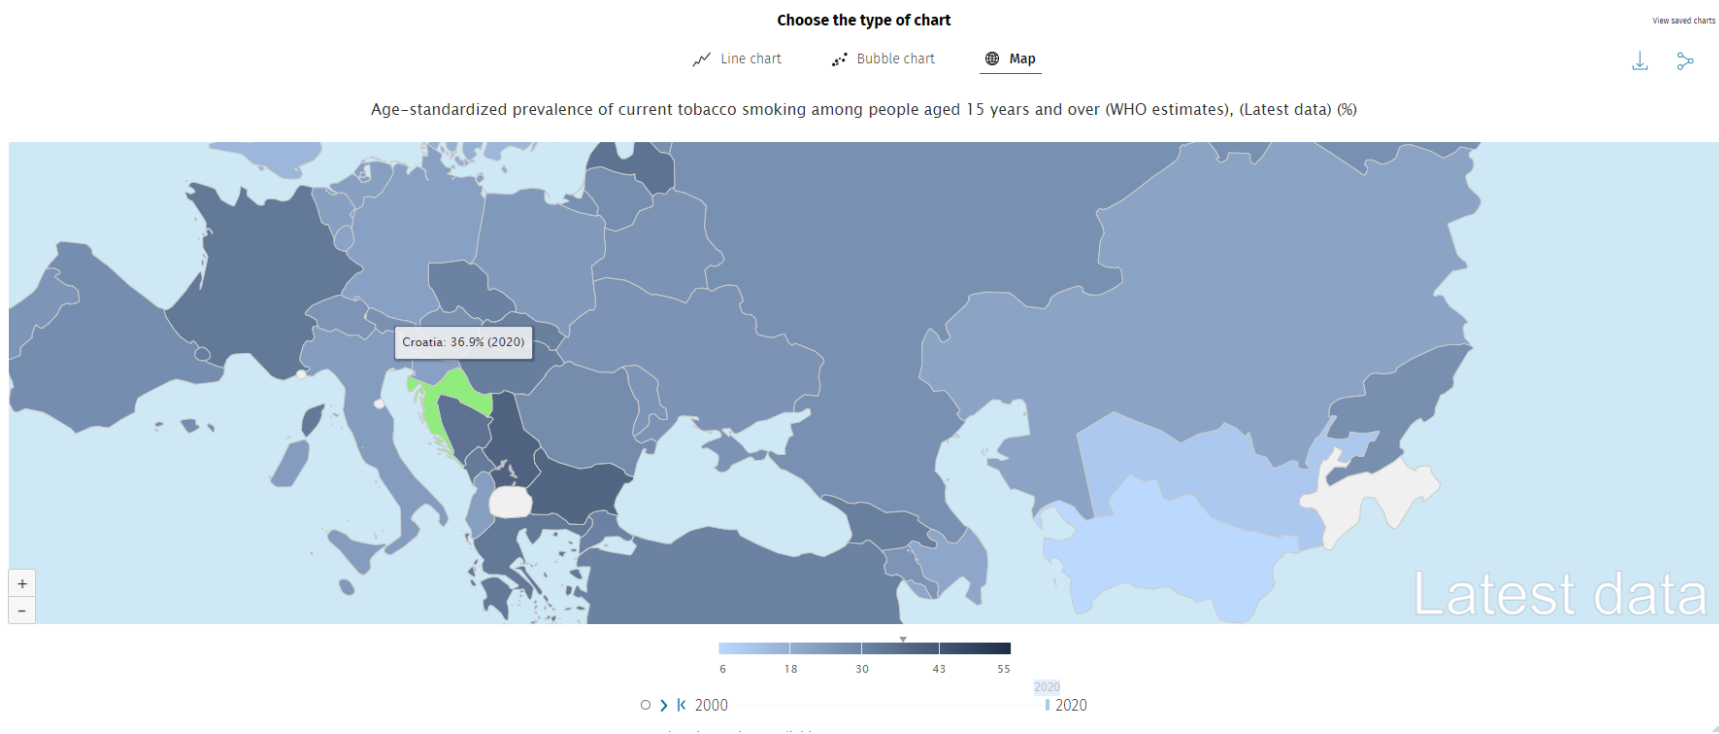 Choose the type of chart
View saved charts
Line chart
Bubble chart
Map
Age-standardized prevalence of current tobacco smoking among people aged 15 years and over (WHO estimates), (Latest data) (%)
Croatia: 36.9% (2020)
+
-
Latest data
6 18 30 43 55
2020
2000
2020